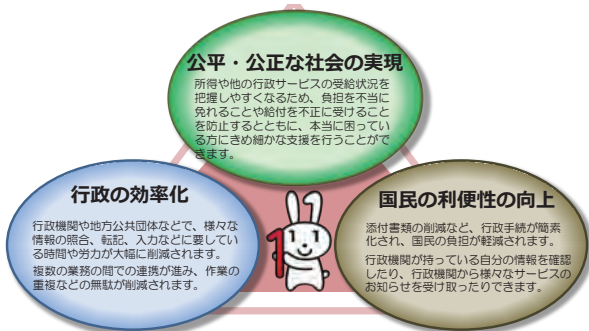 公平・公正な社会の実現
所得や他の行政サービスの受給状況を
把握しやすくなるため、負担を不当に
免れることや給付を不正に受けること
を防止するとともに、本当に困ってい
る方にきめ細かな支援を行うことがで
きます。
行政の効率化
行政機関や地方公共団体などで、様々な
情報の照合、転記、入力などに要してい
る時間や労力が大幅に削減されます。
複数の業務の間での連携が進み、作業の
重複などの無駄が削減されます。
国民の利便性の向上
添付書類の削減など、行政手続が簡素
化され、国民の負担が軽減されます。
行政機関が持っている自分の情報を確認
したり、行政機関から様々なサービスの
お知らせを受け取ったりできます。
1